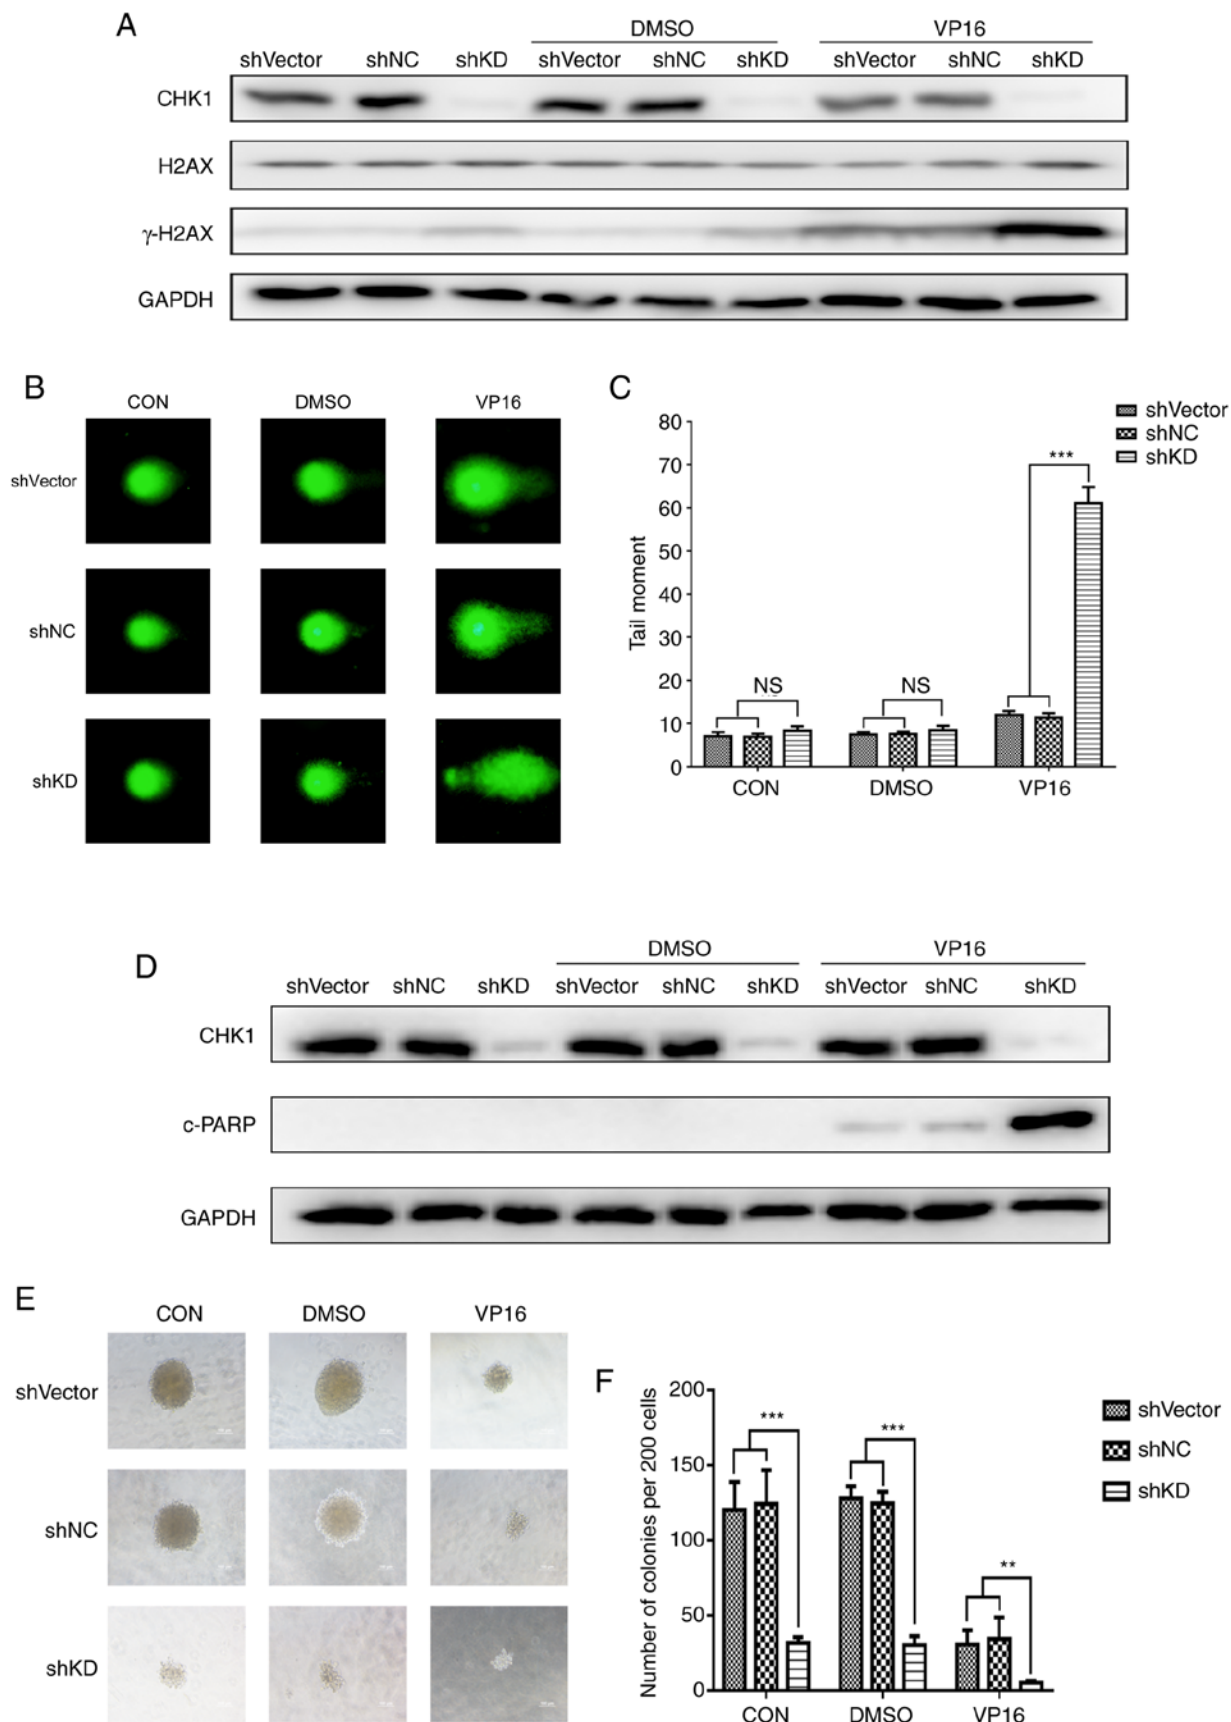 A
DMSO
VP16
shVector shNC shKD shVector shNC shKD shVector shNC shKD
CHK1
H2AX
γ-H2AX
GAPDH
B
CON DMSO VP16
shVector
shNC
shKD
C
shVector
shNC
shKD
Tail moment
80
70
60
50
40
30
20
10
0
NS
NS
***
CON DMSO VP16
D
DMSO
VP16
shVector shNC shKD shVector shNC shKD shVector shNC shKD
CHK1
c-PARP
GAPDH
E
CON DMSO VP16
shVector
shNC
shKD
F
shVector
shNC
shKD
Number of colonies per 200 cells
200
150
100
50
0
***
***
**
CON DMSO VP16